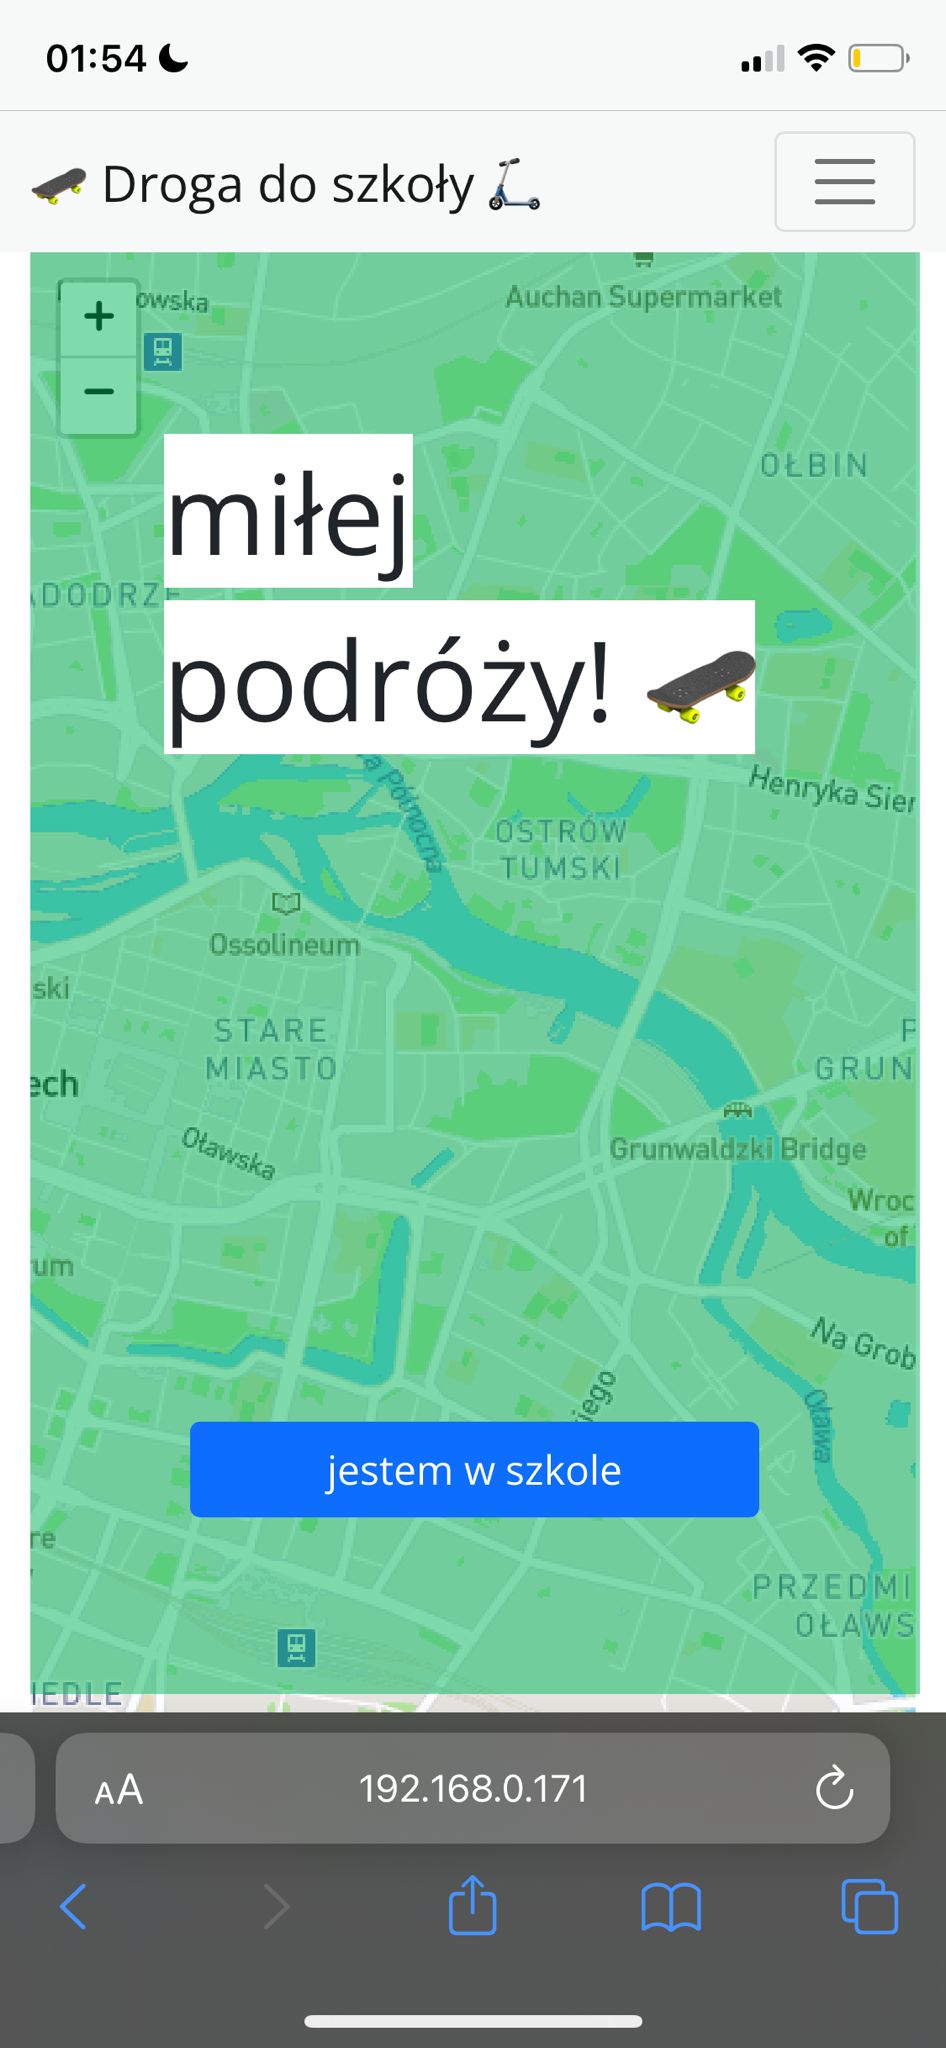 01:54
Droga do szkoły
+
owska
Auchan Supermarket
−
OŁBIN
miłej
ADODRZE
podróży!
a Północna
Henryka Sier
OSTRÓW
TUMSKI
Ossolineum
ski
STARE
MIASTO
P
GRUN
ech
Oławska
Grunwaldzki Bridge
Wroc
of
rum
Na Grob
iego
Oława
jestem w szkole
re
PRZEDMI
OŁAWS
IEDLE
AA
192.168.0.171